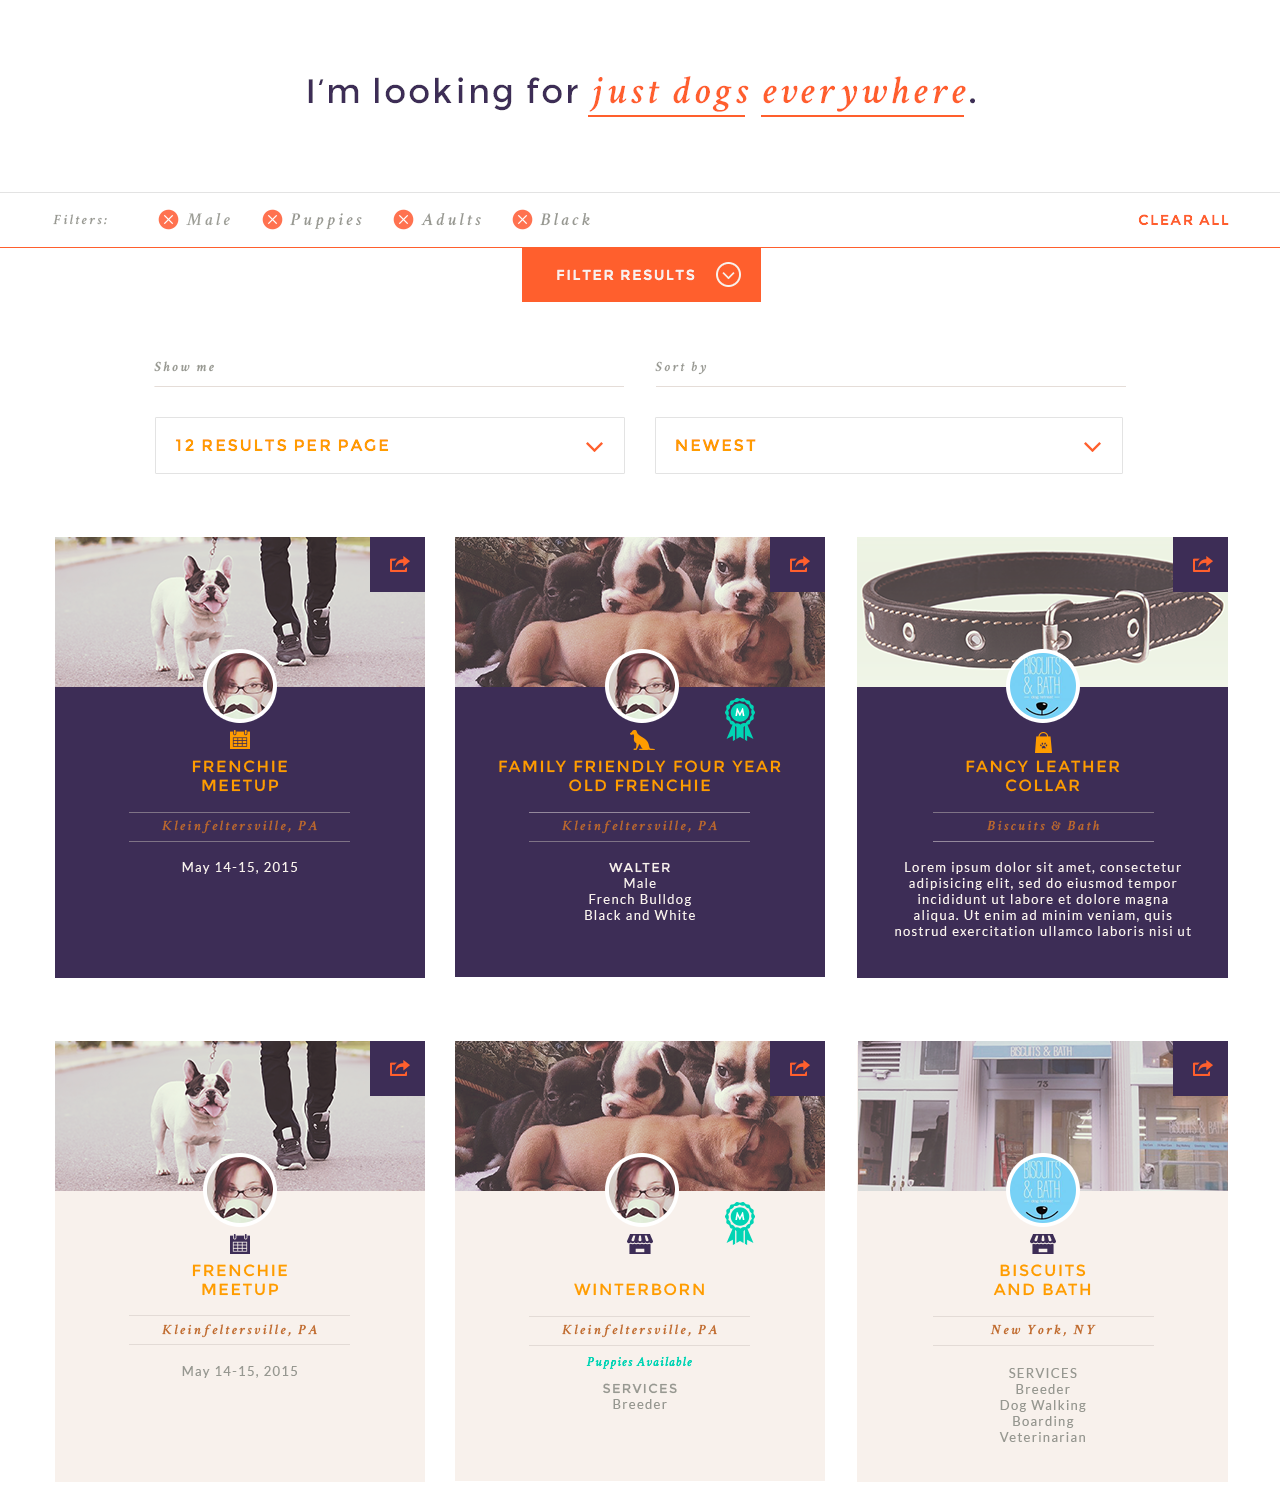 I'm looking for just dogs everywhere.
Filters: Male Puppies Adults Black CLEAR ALL
FILTER RESULTS
Show me Sort by
12 RESULTS PER PAGE NEWEST
BISCUITS
& BATH
M
FRENCHIE
MEETUP
Kleinfeltersville, PA
May 14-15, 2015
FAMILY FRIENDLY FOUR YEAR
OLD FRENCHIE
Kleinfeltersville, PA
WALTER
Male
French Bulldog
Black and White
FANCY LEATHER
COLLAR
Biscuits & Bath
Lorem ipsum dolor sit amet, consectetur
adipisicing elit, sed do eiusmod tempor
incididunt ut labore et dolore magna
aliqua. Ut enim ad minim veniam, quis
nostrud exercitation ullamco laboris nisi ut
BISCUITS & BATH
75
BISCUITS & BATH
BISCUITS
& BATH
M
FRENCHIE
MEETUP
Kleinfeltersville, PA
May 14-15, 2015
WINTERBORN
Kleinfeltersville, PA
Puppies Available
SERVICES
Breeder
BISCUITS
AND BATH
New York, NY
SERVICES
Breeder
Dog Walking
Boarding
Veterinarian